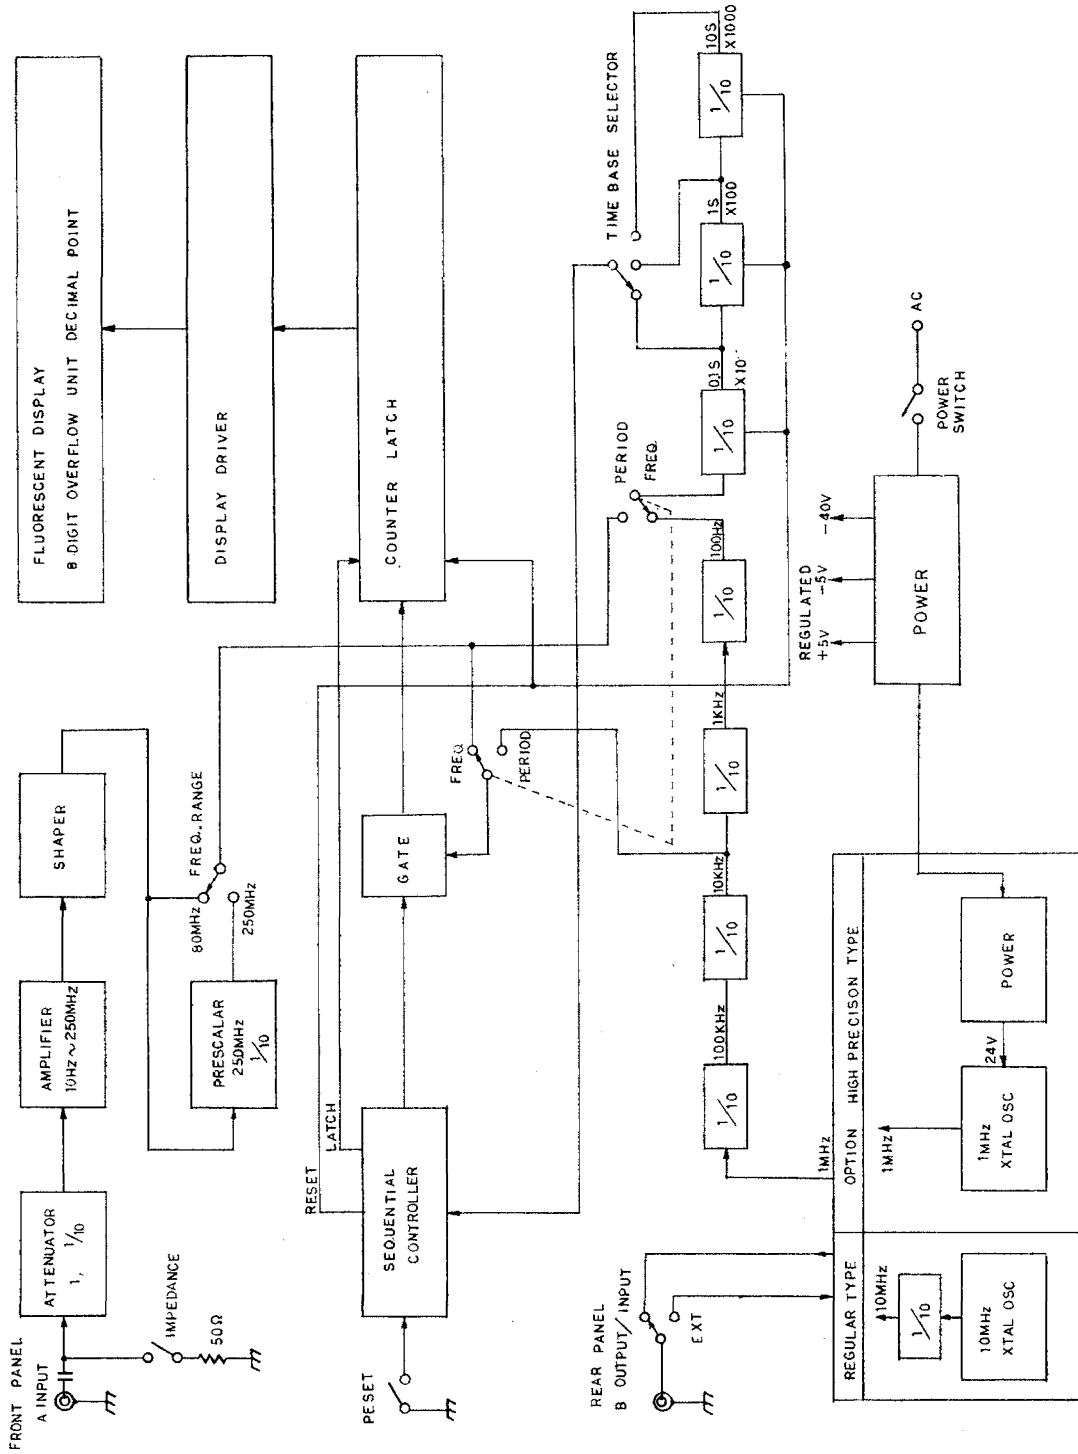 FRONT PANEL
A INPUT
IMPEDANCE
50Ω
ATTENUATOR
1, 1/10
AMPLIFIER
10Hz~250MHz
SHAPER
PRESCALAR
250MHz
1/10
80MHz
250MHz
FREQ. RANGE
FLUORESCENT DISPLAY
8-DIGIT OVERFLOW UNIT DECIMAL POINT
DISPLAY DRIVER
COUNTER LATCH
RESET
LATCH
PESET
SEQUENTIAL
CONTROLLER
GATE
FREQ
PERIOD
PERIOD
FREQ.
TIME BASE SELECTOR
REAR PANEL
B OUTPUT/INPUT
EXT
1MHz
1/10
100KHz
1/10
10KHz
1/10
1KHz
1/10
100Hz
1/10
0.1S
X10
1/10
1S
X100
1/10
10S
X1000
REGULAR TYPE
10MHz
1/10
10MHz
XTAL OSC
OPTION HIGH PRECISON TYPE
1MHz
1MHz
XTAL OSC
24V
POWER
REGULATED
+5V
-5V
-40V
POWER
POWER
SWITCH
AC